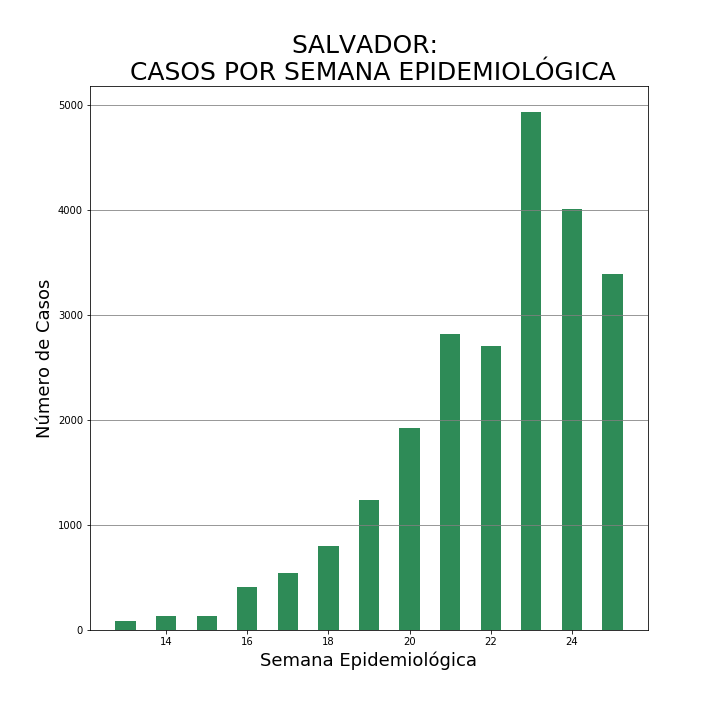 SALVADOR:
CASOS POR SEMANA EPIDEMIOLÓGICA
Número de Casos
5000
4000
3000
2000
1000
0
14 16 18 20 22 24
Semana Epidemiológica